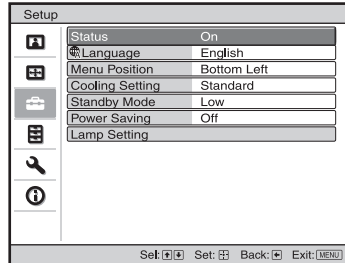 Setup
Status On
Language English
Menu Position Bottom Left
Cooling Setting Standard
Standby Mode Low
Power Saving Off
Lamp Setting
Sel: Set: Back: Exit: MENU